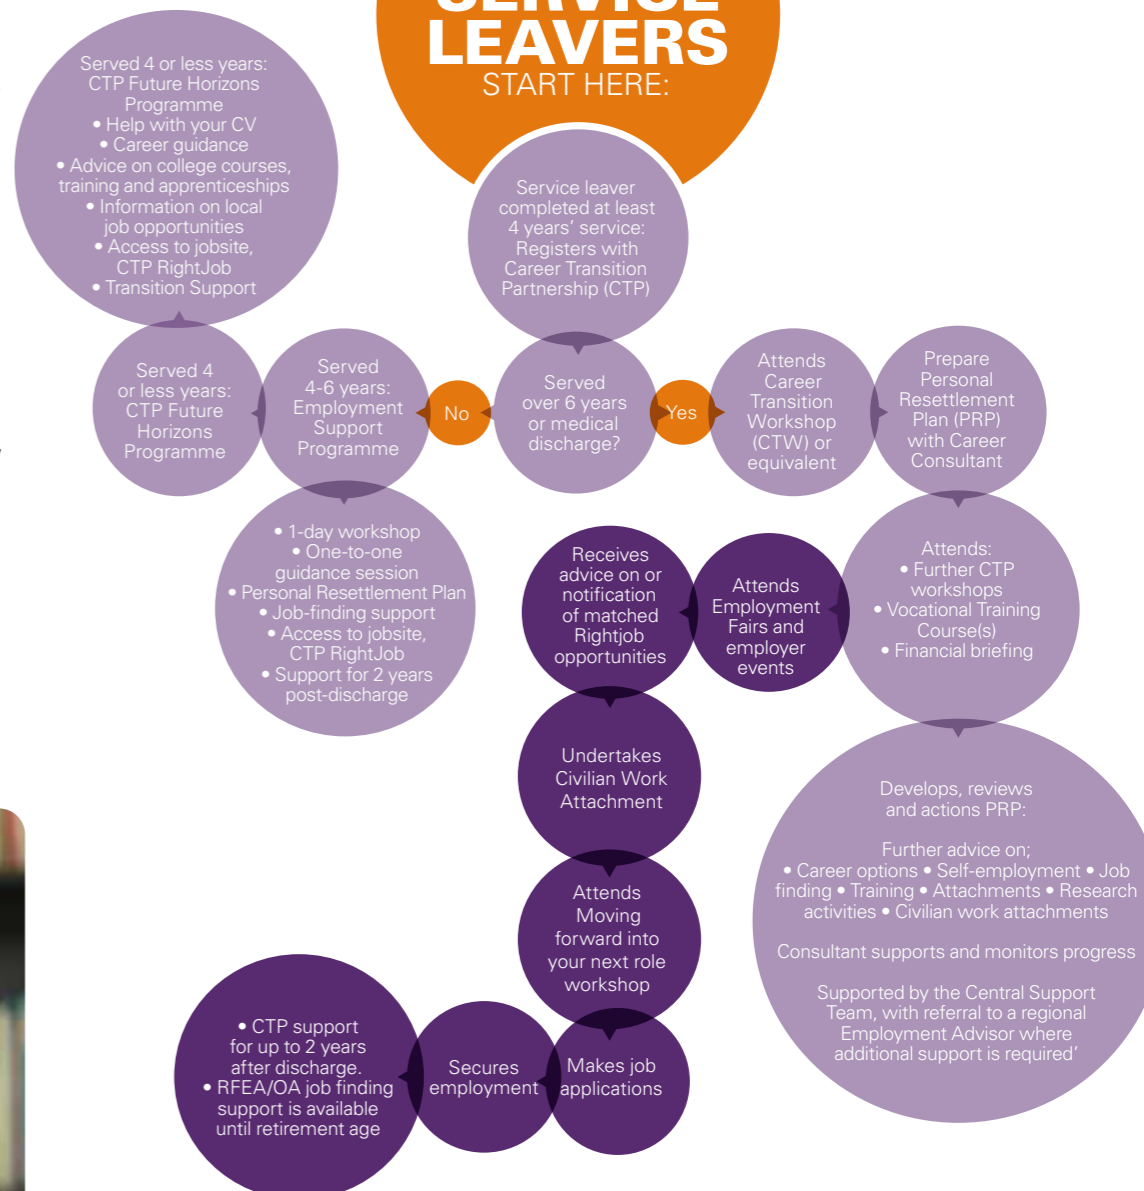 SERVICE
LEAVERS
START HERE:
Served 4 or less years:
CTP Future Horizons
Programme
• Help with your CV
• Career guidance
• Advice on college courses,
training and apprenticeships
• Information on local
job opportunities
• Access to jobsite,
CTP RightJob
• Transition Support
Service leaver
completed at least
4 years’ service:
Registers with
Career Transition
Partnership (CTP)
Served 4
or less years:
CTP Future
Horizons
Programme
Served
4-6 years:
Employment
Support
Programme
No
Served
over 6 years
or medical
discharge?
Yes
Attends
Career
Transition
Workshop
(CTW) or
equivalent
Prepare
Personal
Resettlement
Plan (PRP)
with Career
Consultant
• 1-day workshop
• One-to-one
guidance session
• Personal Resettlement Plan
• Job-finding support
• Access to jobsite,
CTP RightJob
• Support for 2 years
post-discharge
Receives
advice on or
notification
of matched
Rightjob
opportunities
Attends
Employment
Fairs and
employer
events
Attends:
• Further CTP
workshops
• Vocational Training
Course(s)
• Financial briefing
Undertakes
Civilian Work
Attachment
Develops, reviews
and actions PRP:
Further advice on;
• Career options • Self-employment • Job
finding • Training • Attachments • Research
activities • Civilian work attachments
Consultant supports and monitors progress
Supported by the Central Support
Team, with referral to a regional
Employment Advisor where
additional support is required’
Attends
Moving
forward into
your next role
workshop
• CTP support
for up to 2 years
after discharge.
• RFEA/OA job finding
support is available
until retirement age
Secures
employment
Makes job
applications